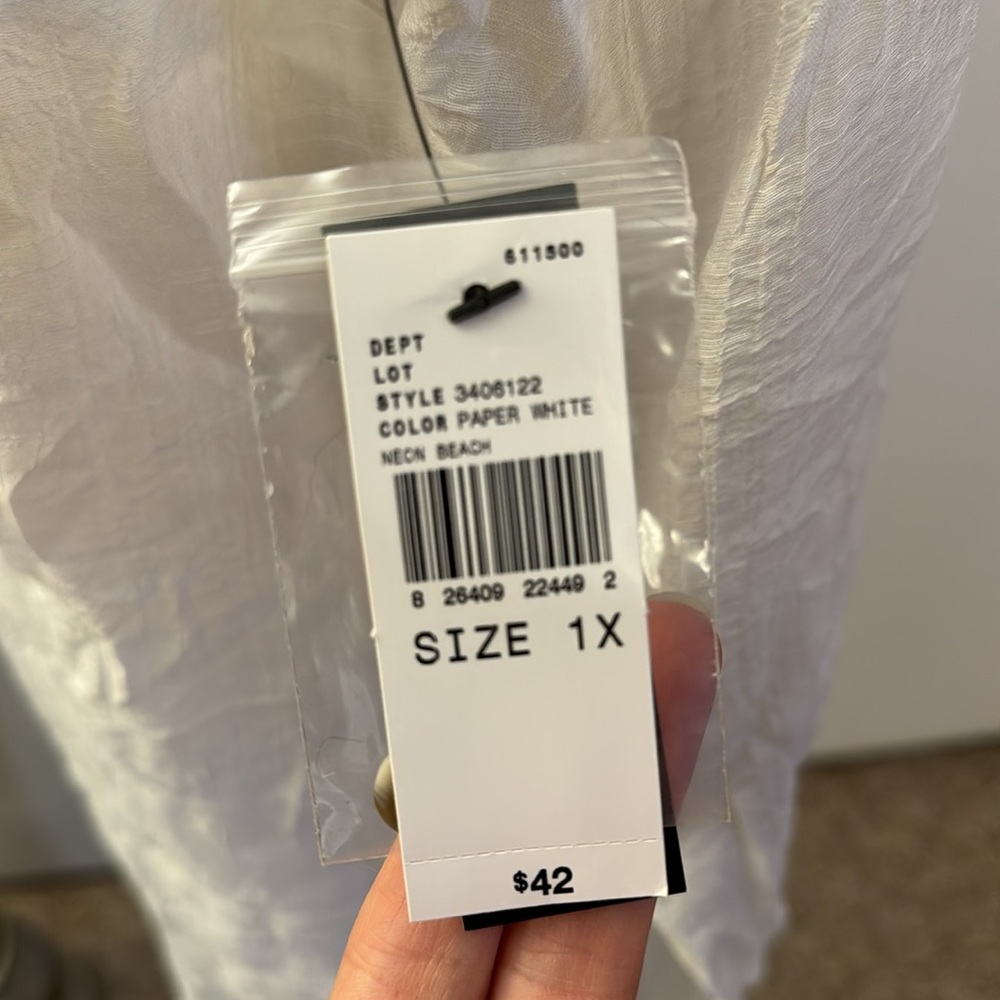 611500
DEPT
LOT
STYLE 3406122
COLOR PAPER WHITE
NEON BEACH
8 26409 22449 2
SIZE 1X
$42